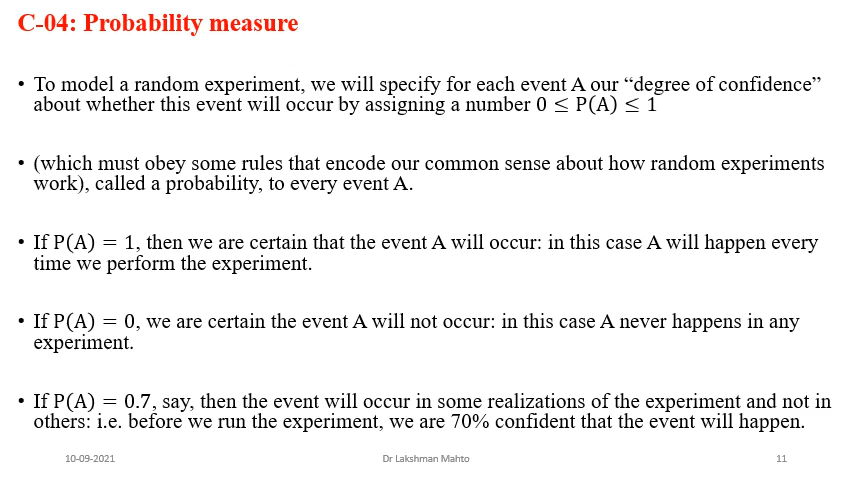 C-04: Probability measure
• To model a random experiment, we will specify for each event A our “degree of confidence”
about whether this event will occur by assigning a number 0 ≤ P(A) ≤ 1
• (which must obey some rules that encode our common sense about how random experiments
work), called a probability, to every event A.
• If P(A) = 1, then we are certain that the event A will occur: in this case A will happen every
time we perform the experiment.
• If P(A) = 0, we are certain the event A will not occur: in this case A never happens in any
experiment.
• If P(A) = 0.7, say, then the event will occur in some realizations of the experiment and not in
others: i.e. before we run the experiment, we are 70% confident that the event will happen.
10-09-2021 Dr Lakshman Mahto 11